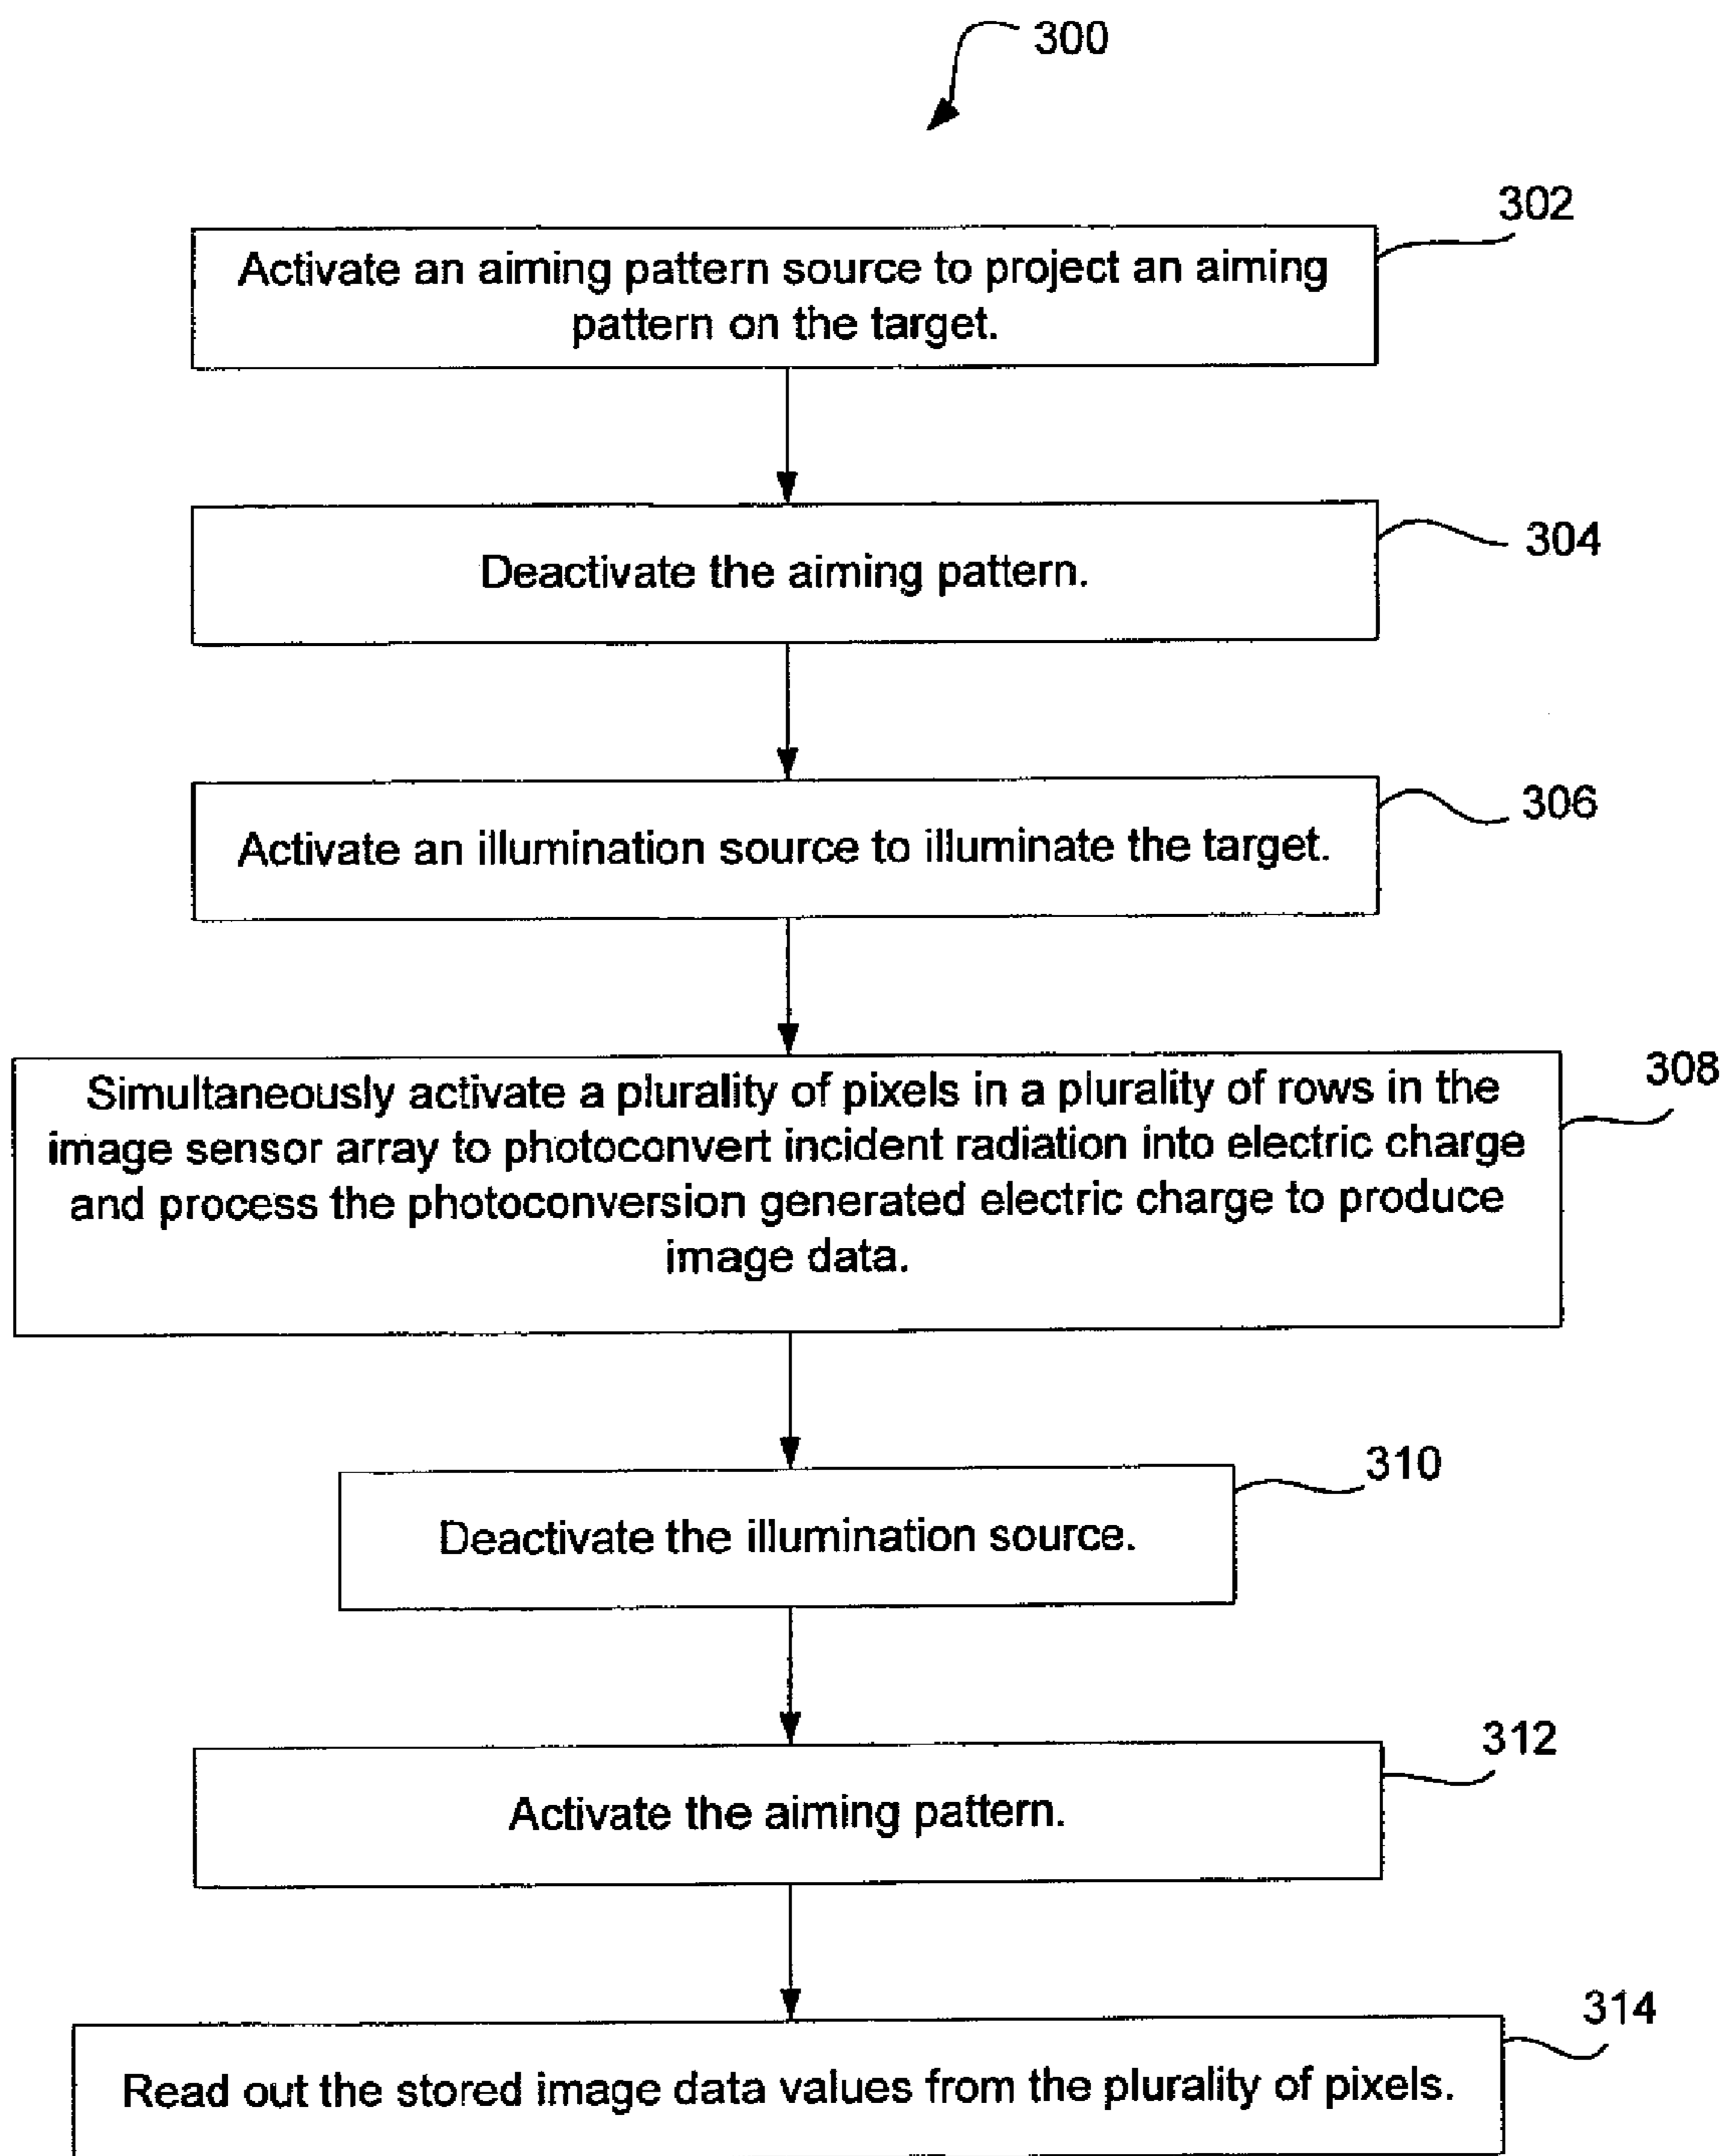 300
302
Activate an aiming pattern source to project an aiming
pattern on the target.
304
Deactivate the aiming pattern.
306
Activate an illumination source to illuminate the target.
308
Simultaneously activate a plurality of pixels in a plurality of rows in the
image sensor array to photoconvert incident radiation into electric charge
and process the photoconversion generated electric charge to produce
image data.
310
Deactivate the illumination source.
312
Activate the aiming pattern.
314
Read out the stored image data values from the plurality of pixels.